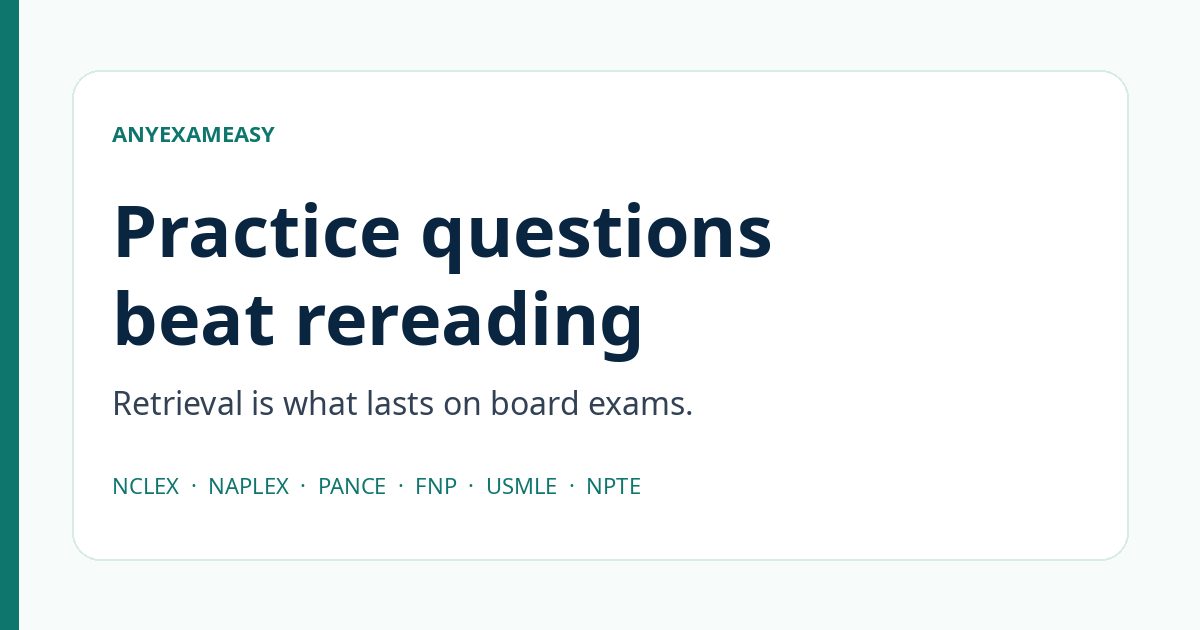 ANYEXAMEASY
Practice questions
beat rereading
Retrieval is what lasts on board exams.
NCLEX · NAPLEX · PANCE · FNP · USMLE · NPTE